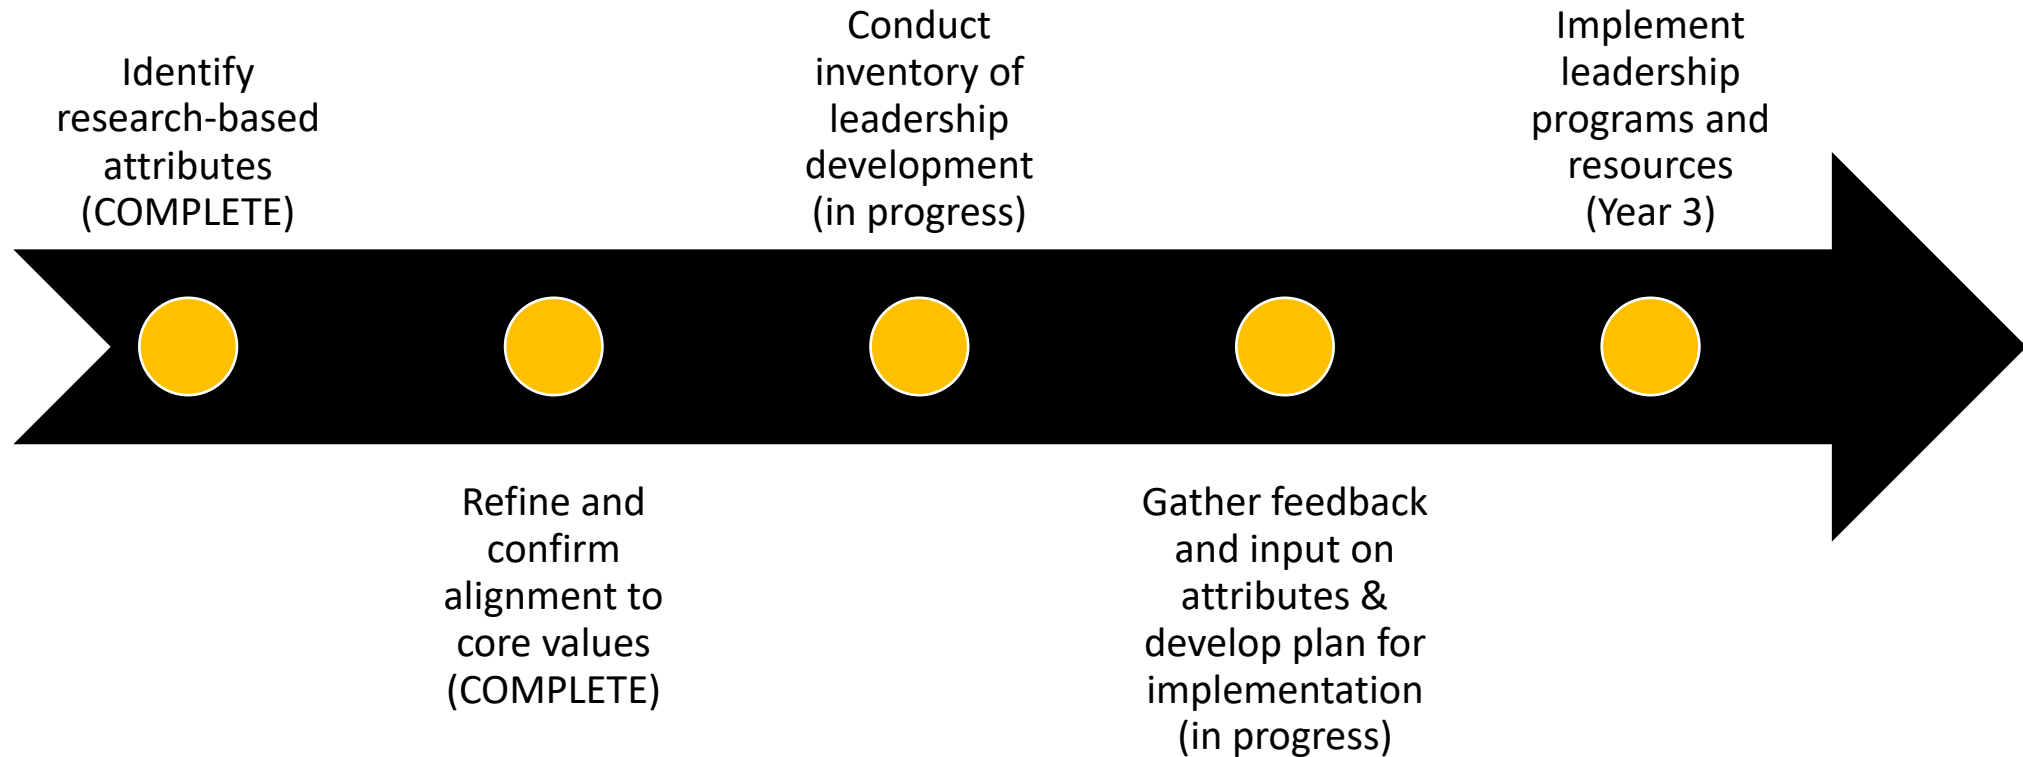 Identify
research-based
attributes
(COMPLETE)
Refine and
confirm
alignment to
core values
(COMPLETE)
Conduct
inventory of
leadership
development
(in progress)
Gather feedback
and input on
attributes &
develop plan for
implementation
(in progress)
Implement
leadership
programs and
resources
(Year 3)